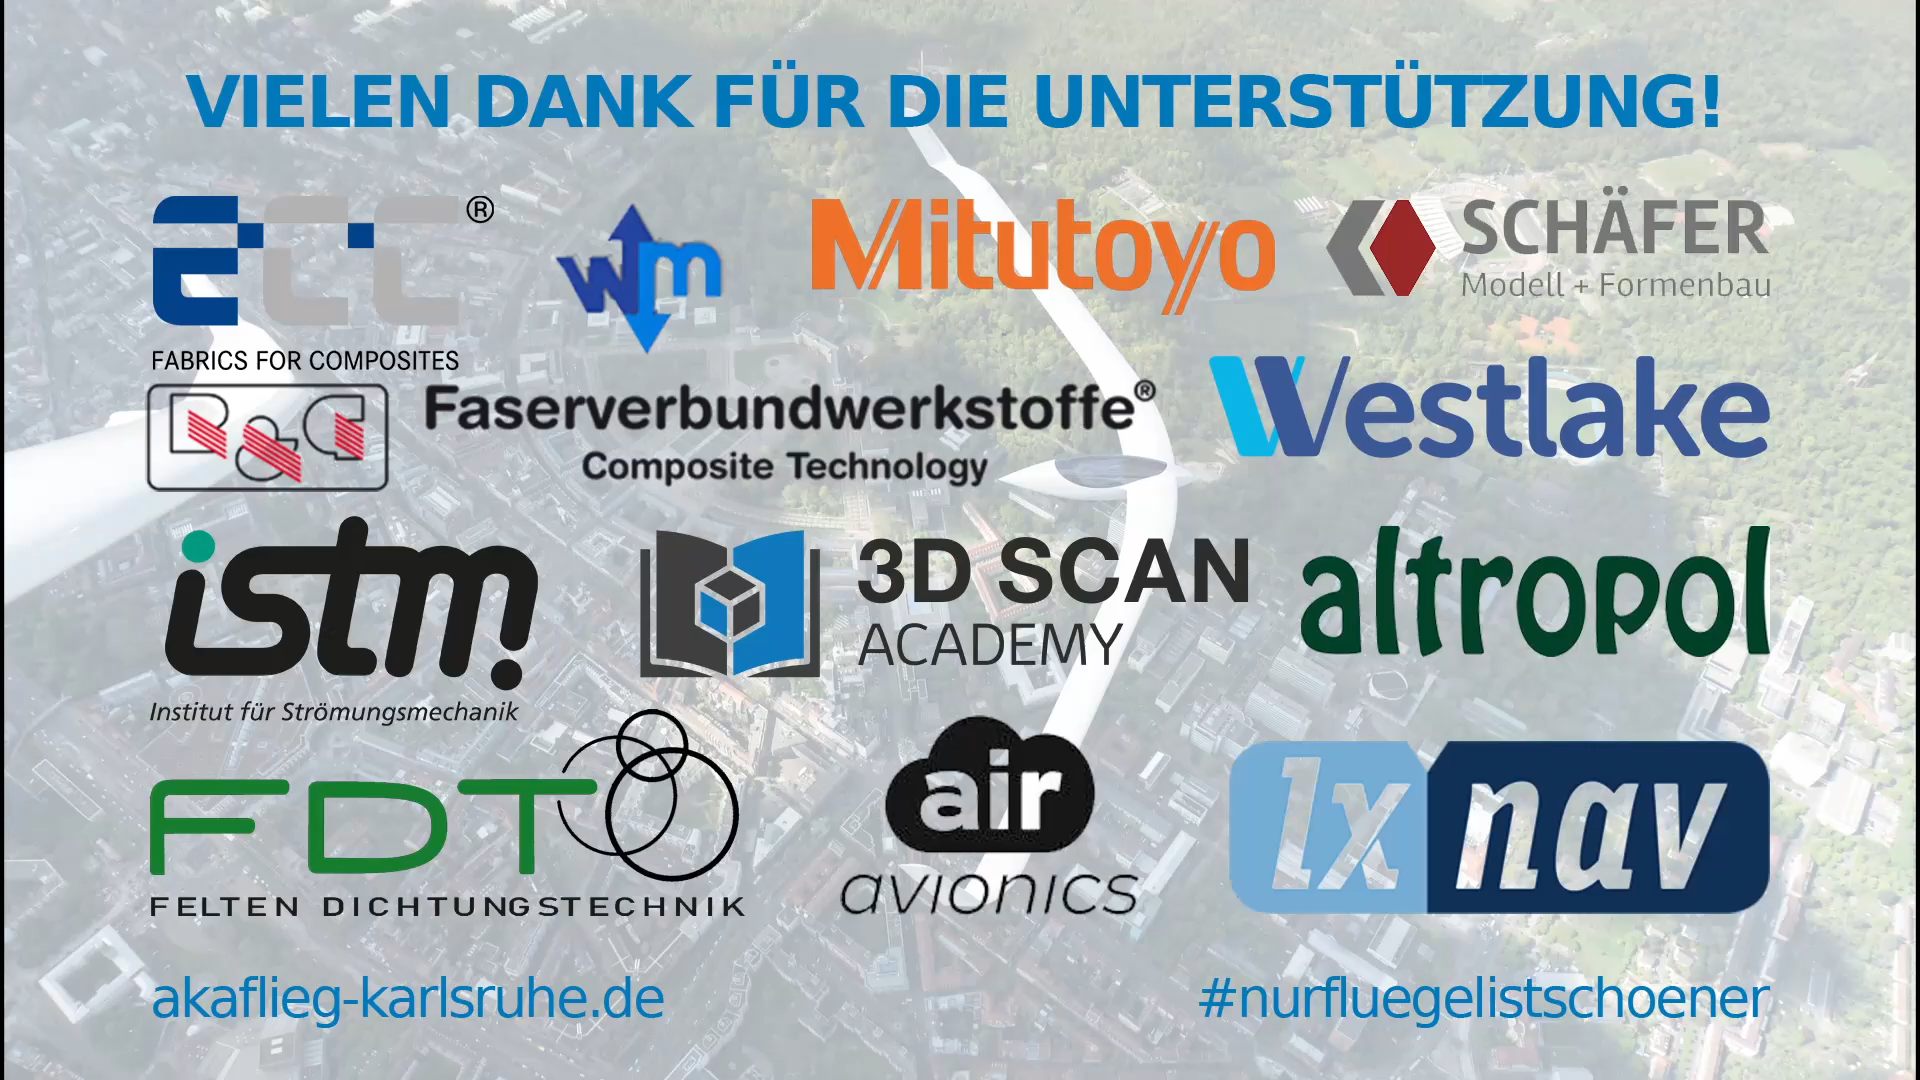 VIELEN DANK FÜR DIE UNTERSTÜTZUNG!
ecc®
FABRICS FOR COMPOSITES
wm
Mitutoyo
SCHÄFER
Modell + Formenbau
R&G
Faserverbundwerkstoffe®
Composite Technology
Westlake
istm
Institut für Strömungsmechanik
3D SCAN
ACADEMY
altropol
FDT
FELTEN DICHTUNGSTECHNIK
air
avionics
lx nav
akaflieg-karlsruhe.de
#nurfluegelistschoener